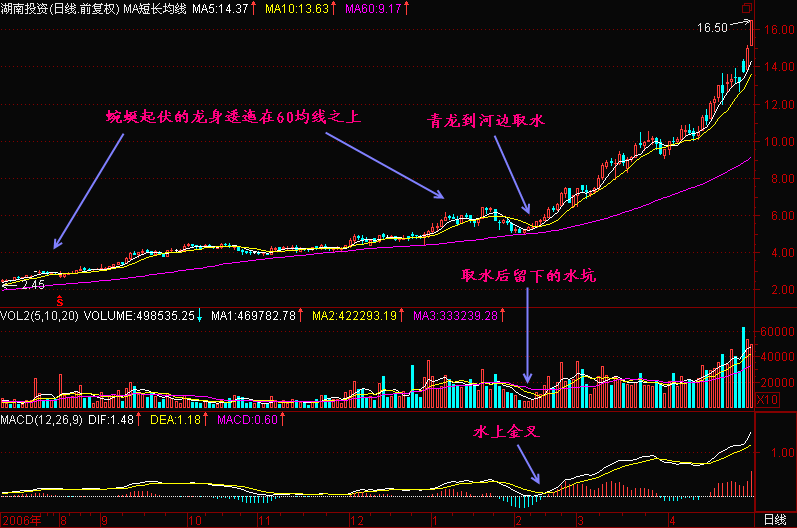 湖南投资(日线.前复权) MA短长均线 MA5:14.37↑ MA10:13.63↑ MA60:9.17↑
16.50
14.00
12.00
蜿蜒起伏的龙身逶迤在60均线之上
青龙到河边取水
10.00
8.00
6.00
4.00
取水后留下的水坑
2.45
2.00
S
VOL2(5,10,20) VOLUME:498535.25↓ MA1:469782.78↑ MA2:422293.19↑ MA3:333239.28↑
60000
40000
20000
X10
MACD(12,26,9) DIF:1.48↑ DEA:1.18↑ MACD:0.60↑
水上金叉
1.00
2006年 8 9 10 11 12 1 2 3 4 日线